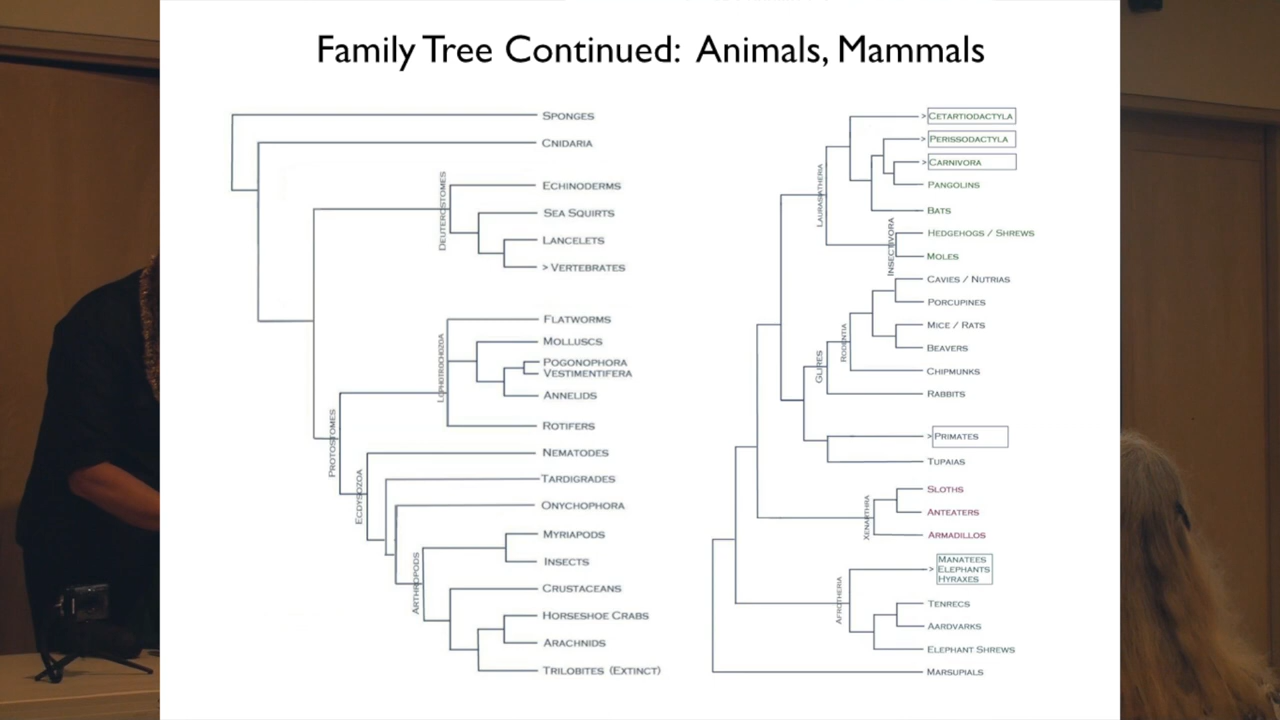 Family Tree Continued: Animals, Mammals
SPONGES
CNIDARIA
DEUTEROSTOMES
ECHINODERMS
SEA SQUIRTS
LANCELETS
> VERTEBRATES
LOPHOTROCHOZOA
FLATWORMS
MOLLUSCS
POGONOPHORA
VESTIMENTIFERA
ANNELIDS
ROTIFERS
PROTOSTOMES
ECDYSOZOA
NEMATODES
TARDIGRADES
ONYCHOPHORA
ARTHROPODS
MYRIAPODS
INSECTS
CRUSTACEANS
HORSESHOE CRABS
ARACHNIDS
TRILOBITES (EXTINCT)
LAURASIATHERIA
> CETARTIODACTYLA
> PERISSODACTYLA
> CARNIVORA
PANGOLINS
BATS
INSECTIVORA
HEDGEHOGS / SHREWS
MOLES
GLIRES
RODENTIA
CAVIES / NUTRIAS
PORCUPINES
MICE / RATS
BEAVERS
CHIPMUNKS
RABBITS
> PRIMATES
TUPAIAS
XENARTHRA
SLOTHS
ANTEATERS
ARMADILLOS
AFROTHERIA
MANATEES
> ELEPHANTS
HYRAXES
TENRECS
AARDVARKS
ELEPHANT SHREWS
MARSUPIALS